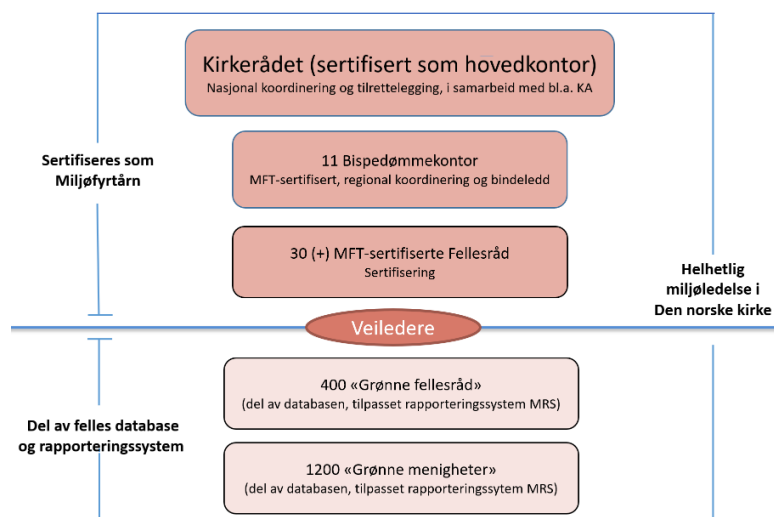 Kirkerådet (sertifisert som hovedkontor)
Nasjonal koordinering og tilrettelegging, i samarbeid med bl.a. KA
Sertifiseres som
Miljøfyrtårn
11 Bispedømmekontor
MFT-sertifisert, regional koordinering og bindeledd
30 (+) MFT-sertifiserte Fellesråd
Sertifisering
Helhetlig
miljøledelse i
Den norske kirke
Veiledere
400 «Grønne fellesråd»
(del av databasen, tilpasset rapporteringssystem MRS)
Del av felles database
og rapporteringssystem
1200 «Grønne menigheter»
(del av databasen, tilpasset rapporteringssytem MRS)